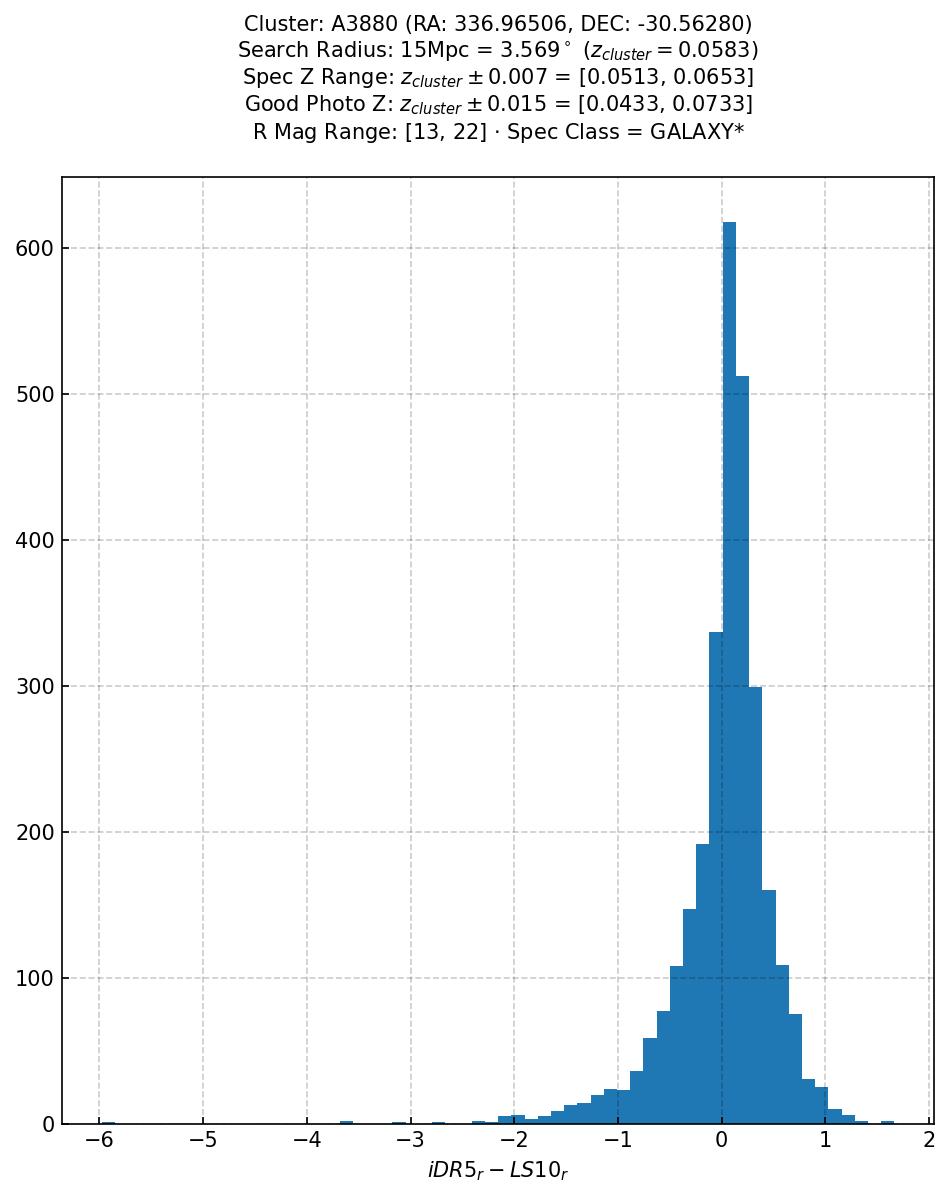 Cluster: A3880 (RA: 336.96506, DEC: -30.56280)
Search Radius: 15Mpc = 3.569° (z_cluster = 0.0583)
Spec Z Range: z_cluster ± 0.007 = [0.0513, 0.0653]
Good Photo Z: z_cluster ± 0.015 = [0.0433, 0.0733]
R Mag Range: [13, 22] · Spec Class = GALAXY*
600
500
400
300
200
100
0
−6 −5 −4 −3 −2 −1 0 1 2
iDR5_r − LS10_r